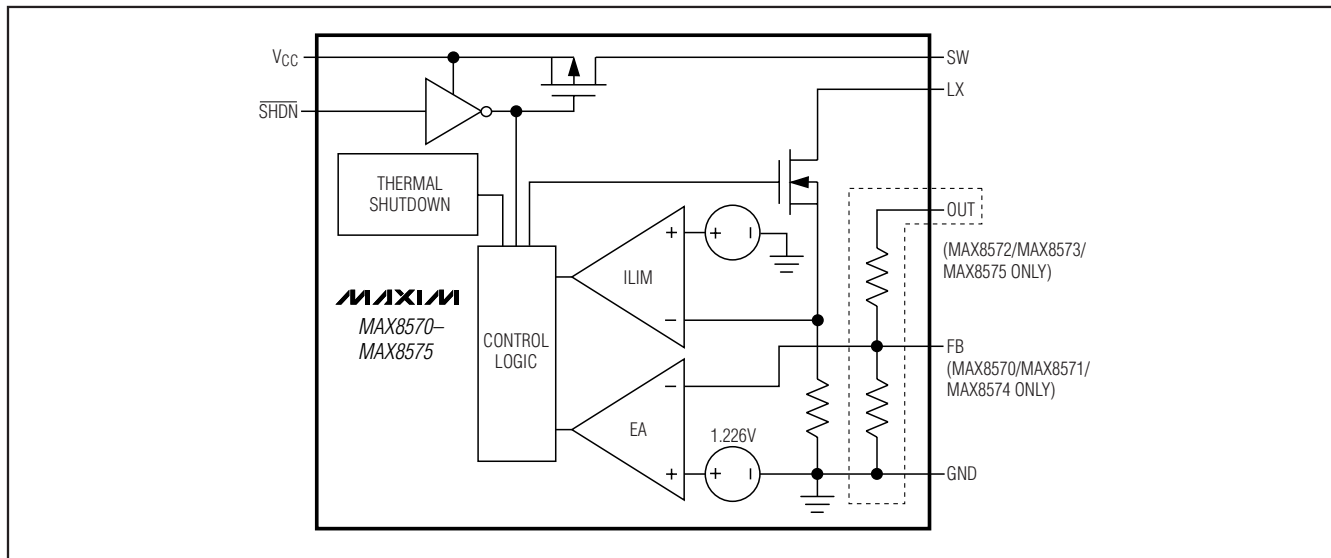 VCC
SW
LX
SHDN
THERMAL
SHUTDOWN
OUT
(MAX8572/MAX8573/
MAX8575 ONLY)
+
−
ILIM
+
−
MAXIM
MAX8570–
MAX8575
CONTROL
LOGIC
FB
(MAX8570/MAX8571/
MAX8574 ONLY)
−
EA
1.226V
+
+
−
GND